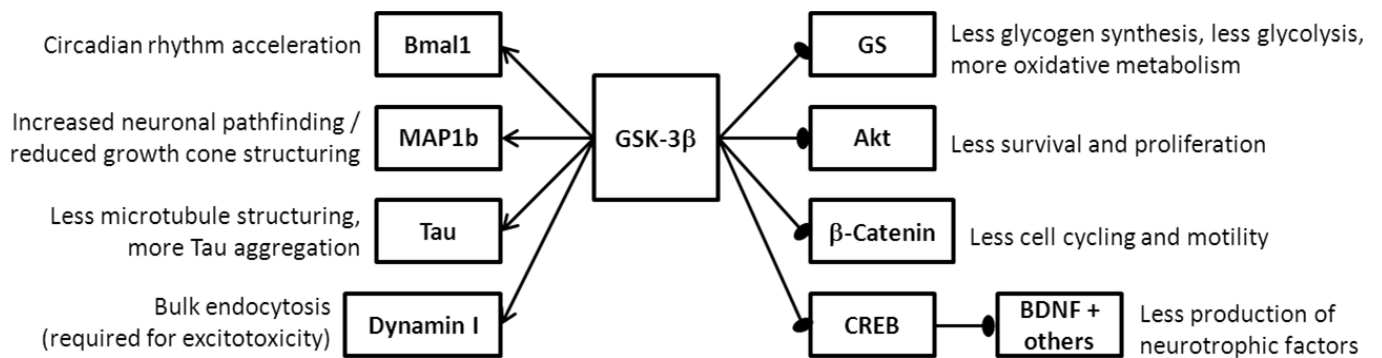 Circadian rhythm acceleration
Bmal1
Increased neuronal pathfinding /
reduced growth cone structuring
MAP1b
Less microtubule structuring,
more Tau aggregation
Tau
Bulk endocytosis
(required for excitotoxicity)
Dynamin I
GSK-3β
GS
Less glycogen synthesis, less glycolysis,
more oxidative metabolism
Akt
Less survival and proliferation
β-Catenin
Less cell cycling and motility
CREB
BDNF +
others
Less production of
neurotrophic factors